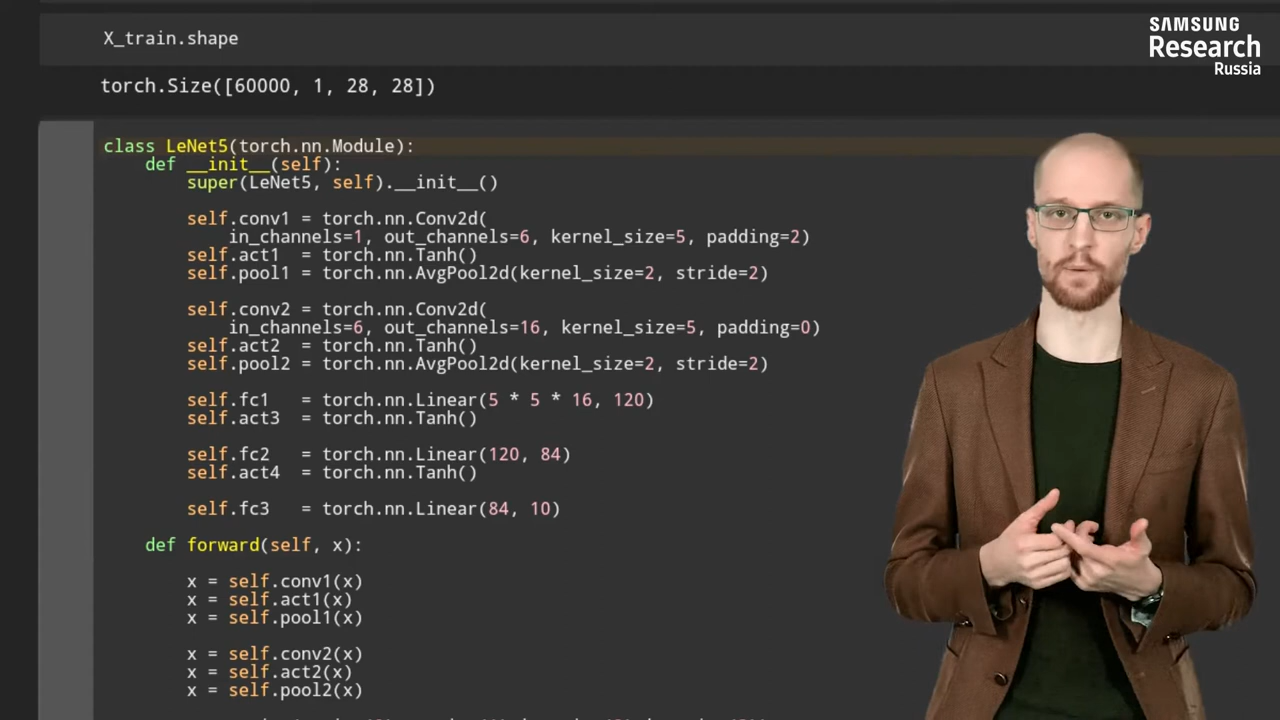 SAMSUNG
Research
Russia
X_train.shape
torch.Size([60000, 1, 28, 28])
class LeNet5(torch.nn.Module):
    def __init__(self):
        super(LeNet5, self).__init__()
        self.conv1 = torch.nn.Conv2d(
            in_channels=1, out_channels=6, kernel_size=5, padding=2)
        self.act1  = torch.nn.Tanh()
        self.pool1 = torch.nn.AvgPool2d(kernel_size=2, stride=2)
        self.conv2 = torch.nn.Conv2d(
            in_channels=6, out_channels=16, kernel_size=5, padding=0)
        self.act2  = torch.nn.Tanh()
        self.pool2 = torch.nn.AvgPool2d(kernel_size=2, stride=2)
        self.fc1   = torch.nn.Linear(5 * 5 * 16, 120)
        self.act3  = torch.nn.Tanh()
        self.fc2   = torch.nn.Linear(120, 84)
        self.act4  = torch.nn.Tanh()
        self.fc3   = torch.nn.Linear(84, 10)
    def forward(self, x):
        x = self.conv1(x)
        x = self.act1(x)
        x = self.pool1(x)
        x = self.conv2(x)
        x = self.act2(x)
        x = self.pool2(x)